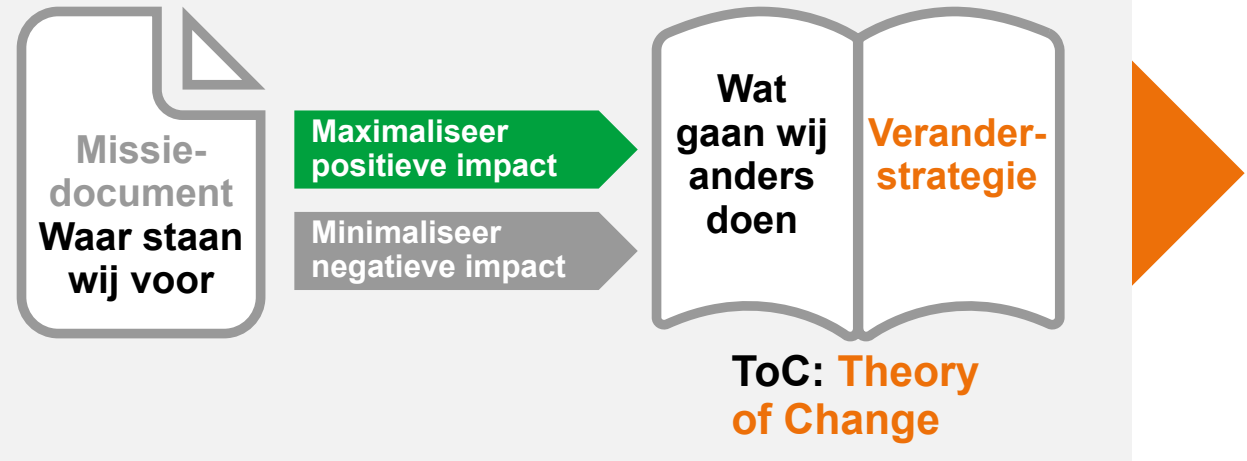 Missie-
document
Waar staan
wij voor
Maximaliseer
positieve impact
Minimaliseer
negatieve impact
Wat
gaan wij
anders
doen
Verander-
strategie
ToC: Theory
of Change